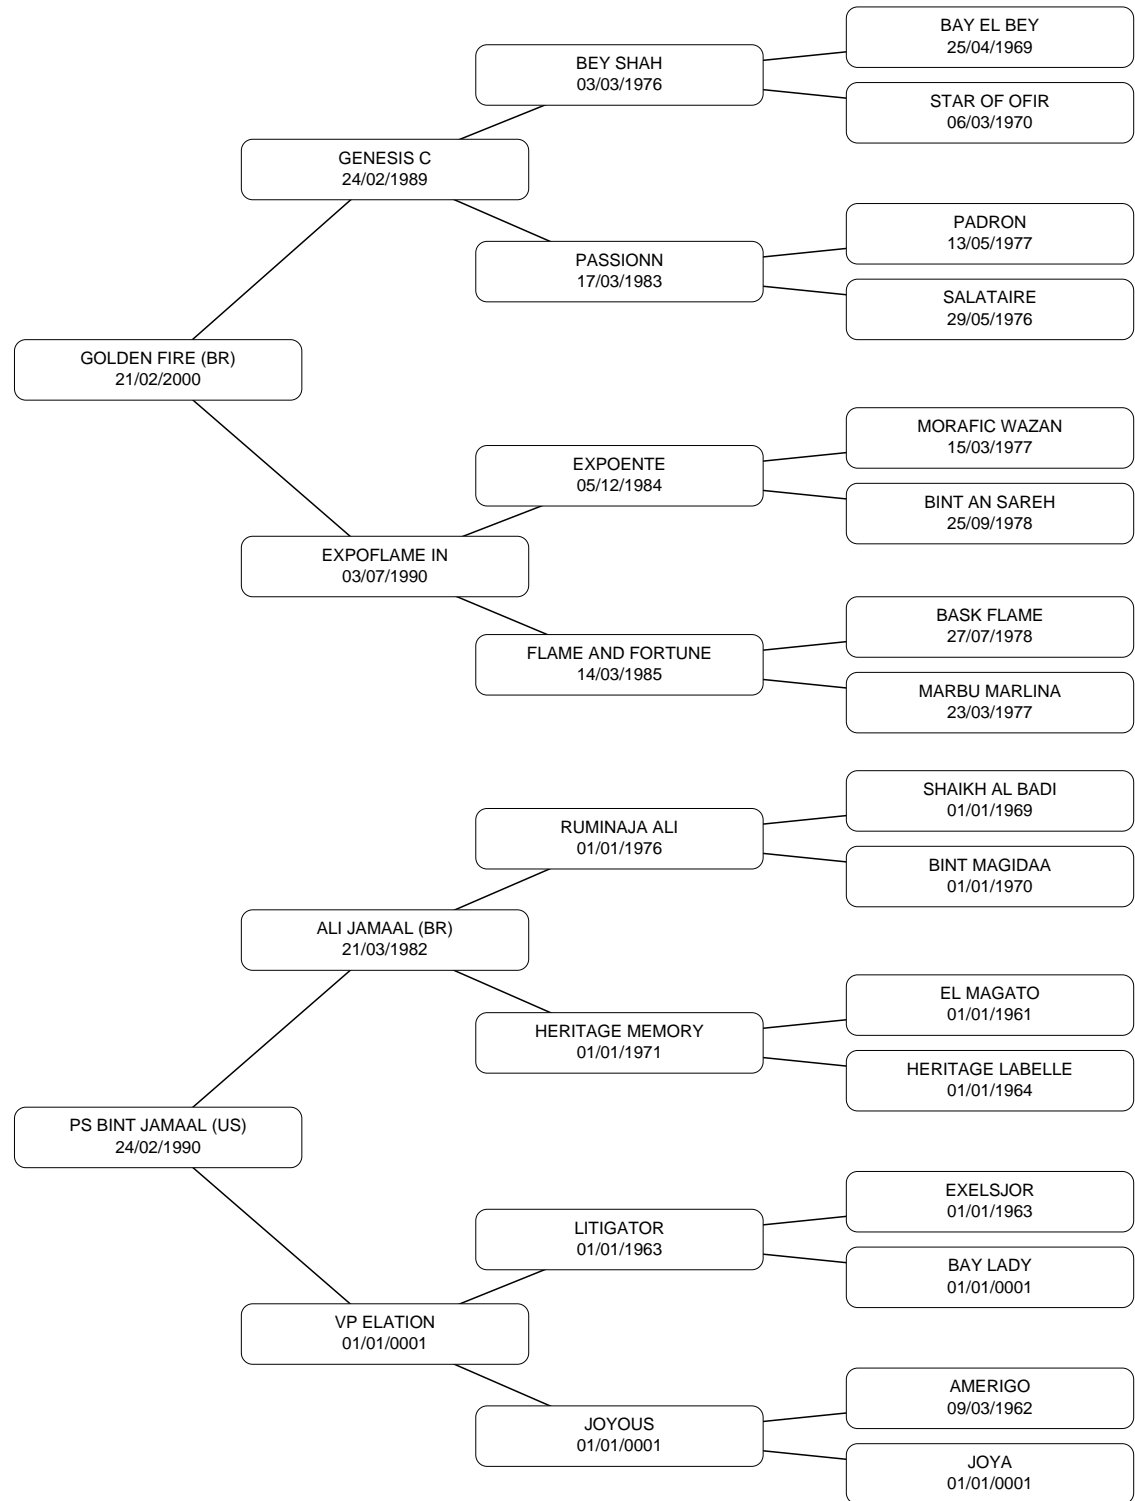 BAY EL BEY
25/04/1969
BEY SHAH
03/03/1976
STAR OF OFIR
06/03/1970
GENESIS C
24/02/1989
PADRON
13/05/1977
PASSIONN
17/03/1983
SALATAIRE
29/05/1976
GOLDEN FIRE (BR)
21/02/2000
MORAFIC WAZAN
15/03/1977
EXPOENTE
05/12/1984
BINT AN SAREH
25/09/1978
EXPOFLAME IN
03/07/1990
BASK FLAME
27/07/1978
FLAME AND FORTUNE
14/03/1985
MARBU MARLINA
23/03/1977
SHAIKH AL BADI
01/01/1969
RUMINAJA ALI
01/01/1976
BINT MAGIDAA
01/01/1970
ALI JAMAAL (BR)
21/03/1982
EL MAGATO
01/01/1961
HERITAGE MEMORY
01/01/1971
HERITAGE LABELLE
01/01/1964
PS BINT JAMAAL (US)
24/02/1990
EXELSJOR
01/01/1963
LITIGATOR
01/01/1963
BAY LADY
01/01/0001
VP ELATION
01/01/0001
AMERIGO
09/03/1962
JOYOUS
01/01/0001
JOYA
01/01/0001